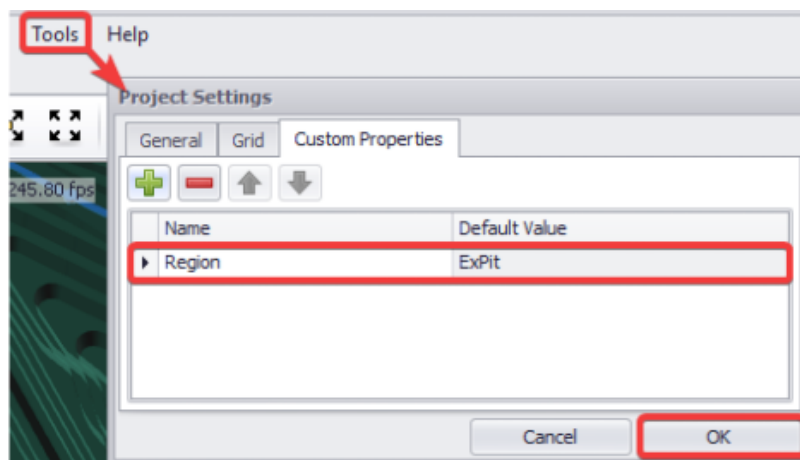 Tools Help
Project Settings
General Grid Custom Properties
245.80 fps
Name Default Value
Region ExPit
Cancel OK